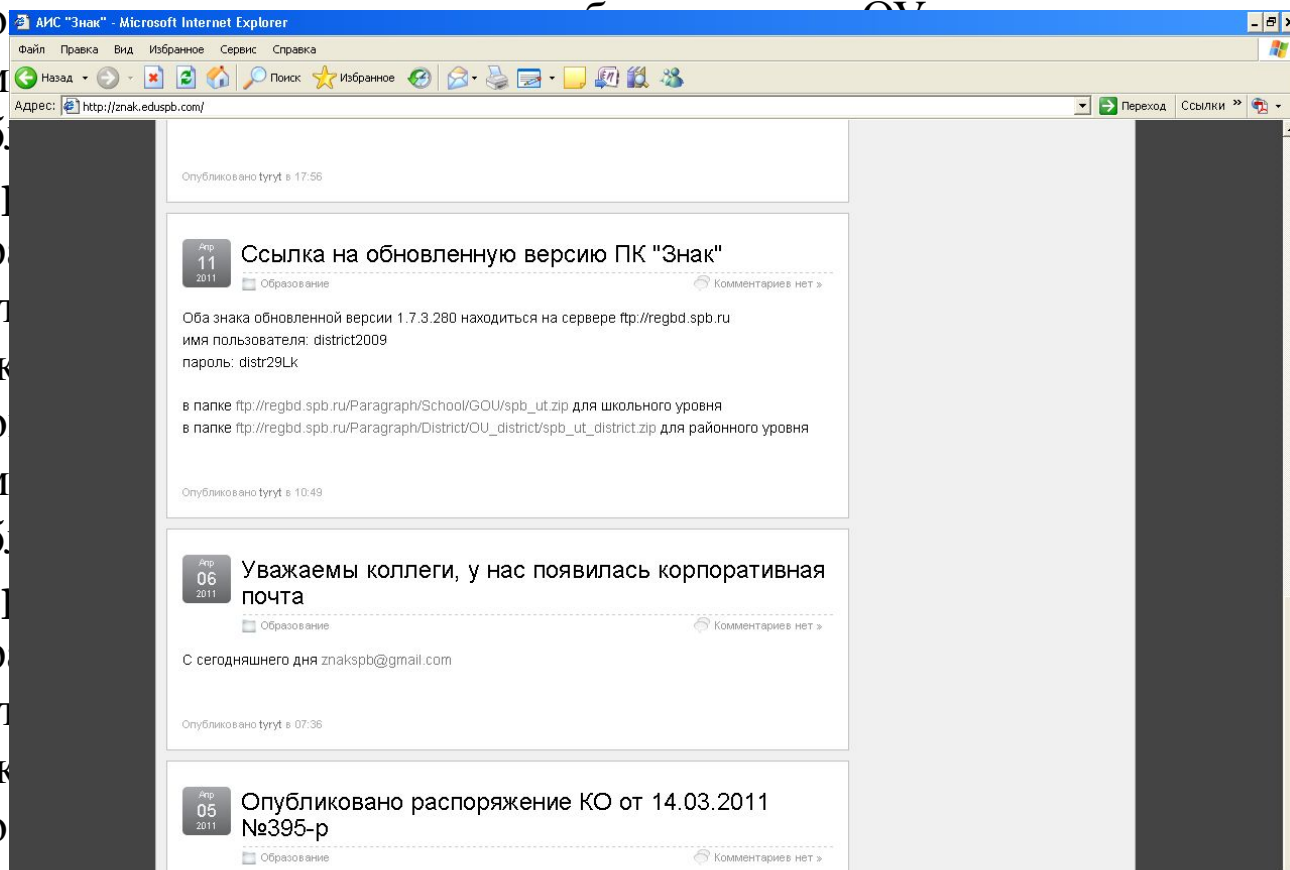 ОУ
АИС "Знак" - Microsoft Internet Explorer
Файл Правка Вид Избранное Сервис Справка
Назад Поиск Избранное
Адрес: http://znak.eduspb.com/ Переход Ссылки »
Опубликовано tyryt в 17:56
Апр 11 2011
Ссылка на обновленную версию ПК "Знак"
Образование Комментариев нет »
Оба знака обновленной версии 1.7.3.280 находиться на сервере ftp://regbd.spb.ru
имя пользователя: district2009
пароль: distr29Lk
в папке ftp://regbd.spb.ru/Paragraph/School/GOU/spb_ut.zip для школьного уровня
в папке ftp://regbd.spb.ru/Paragraph/District/OU_district/spb_ut_district.zip для районного уровня
Опубликовано tyryt в 10:49
Апр 06 2011
Уважаемы коллеги, у нас появилась корпоративная
почта
Образование Комментариев нет »
С сегодняшнего дня znakspb@gmail.com
Опубликовано tyryt в 07:36
Апр 05 2011
Опубликовано распоряжение КО от 14.03.2011
№395-р
Образование Комментариев нет »